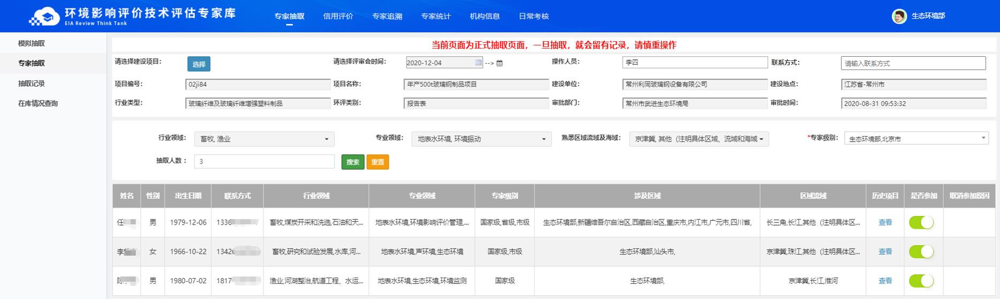 环境影响评价技术评估专家库
EIA Review Think Tank
专家抽取 信用评价 专家追溯 专家统计 机构信息 日常考核
生态环境部
模拟抽取
专家抽取
抽取记录
在库情况查询
当前页面为正式抽取页面，一旦抽取，就会留有记录，请慎重操作
请选择建设项目： 选择 请选择评审会时间： 2020-12-04 --> 操作人员： 李四 联系方式： 请输入联系方式
项目编号： 02ji84 项目名称： 年产500t玻璃钢制品项目 建设单位： 常州利同玻璃钢设备有限公司 建设地点： 江苏省-常州市
行业类型： 玻璃纤维及玻璃纤维增强塑料制品 环评类别： 报告表 审批部门： 常州市武进生态环境局 审批时间： 2020-08-31 09:53:32
行业领域： 畜牧, 渔业 专业领域： 地表水环境, 环境振动 熟悉区域流域及海域： 京津冀, 其他（注明具体区域、流域和海域 *专家级别： 生态环境部,北京市
抽取人数： 3 搜索 重置
姓名 性别 出生日期 联系方式 行业领域 专业领域 专家级别 涉及区域 区域流域 历史项目 是否参加 取消参加原因
任 男 1979-12-06 1336 畜牧,煤炭开采和洗选,石油和天... 地表水环境,环境影响评价管理,... 国家级,省级,市级 生态环境部,新疆维吾尔自治区,西藏自治区,重庆市,内江市,广元市,四川省, 长三角,长江,其他（注明具体区... 查看
李 女 1966-10-22 1342 畜牧,研究和试验发展,水库,河... 地表水环境,声环境,生态环境 国家级,市级 生态环境部,汕头市, 京津冀,珠江,其他（注明具体区... 查看
男 1980-07-02 1817 渔业,河湖整治,航道工程、水运... 地表水环境,生态环境,环境监测 国家级 生态环境部, 京津冀,长江,淮河 查看